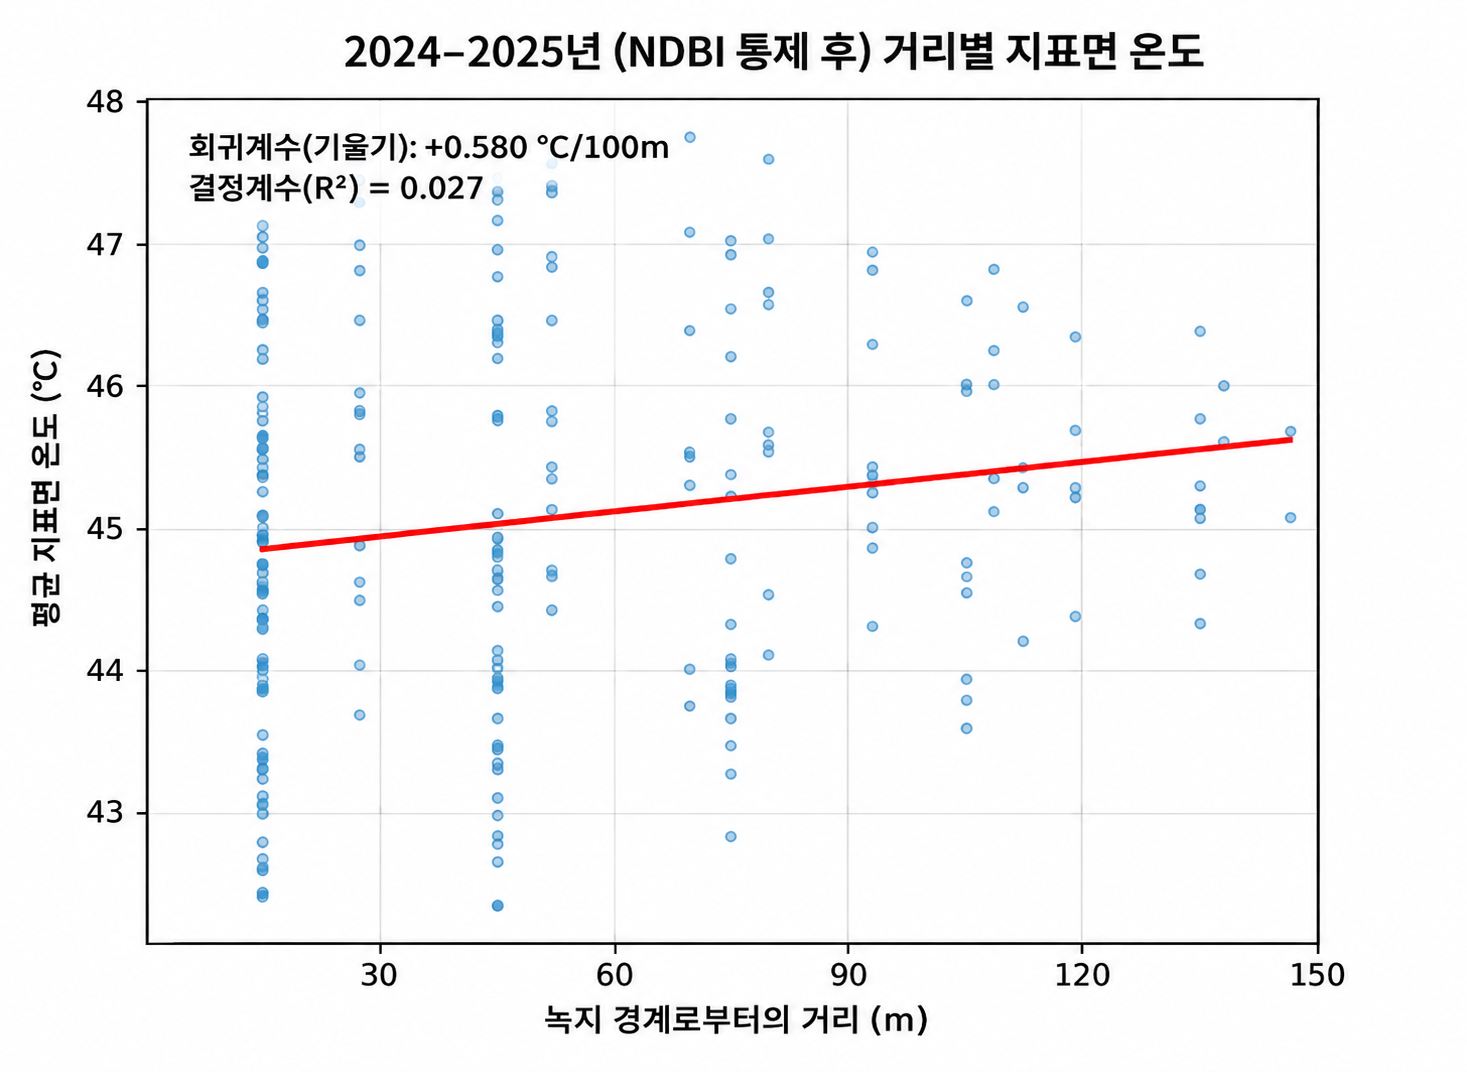 2024–2025년 (NDBI 통제 후) 거리별 지표면 온도
회귀계수(기울기): +0.580 °C/100m
결정계수(R²) = 0.027
평균 지표면 온도 (°C)
48
47
46
45
44
43
30 60 90 120 150
녹지 경계로부터의 거리 (m)